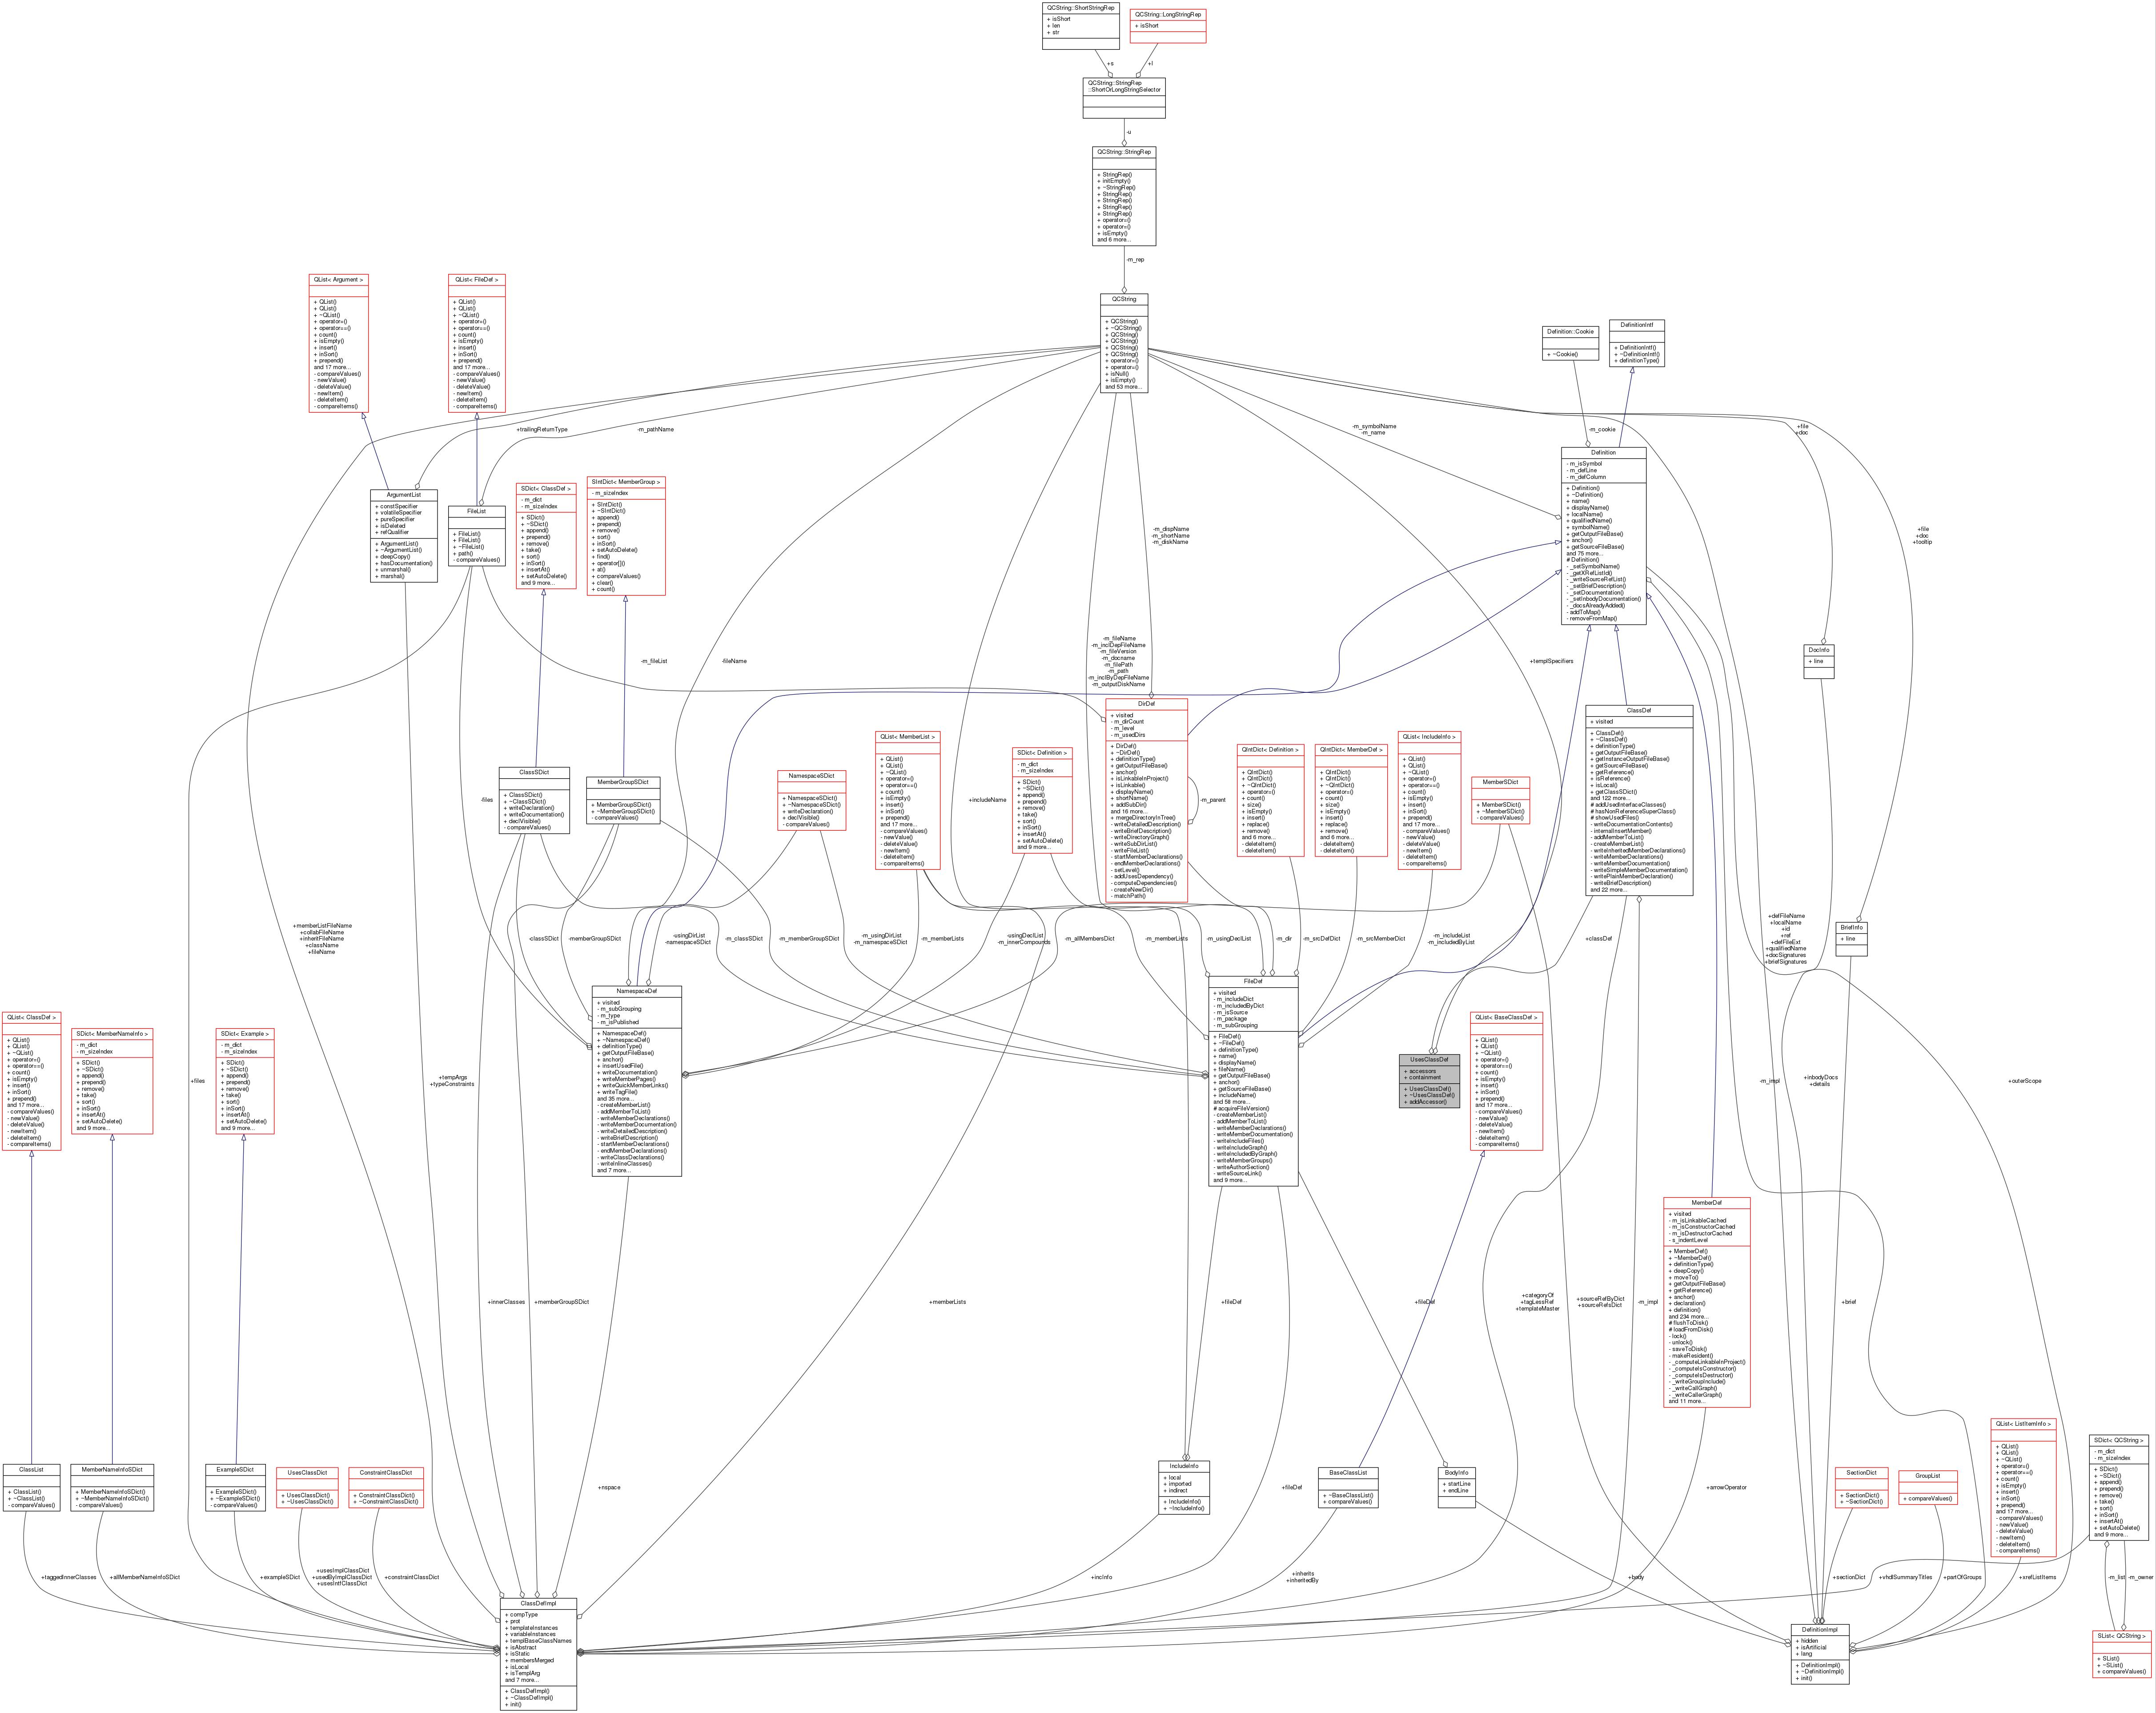 QCString::ShortStringRep
+ isShort
+ len
+ str
QCString::LongStringRep
+ isShort
+s
+l
QCString::StringRep
::ShortOrLongStringSelector
-u
QCString::StringRep
+ StringRep()
+ initEmpty()
+ ~StringRep()
+ StringRep()
+ StringRep()
+ StringRep()
+ StringRep()
+ operator=()
+ operator=()
+ isEmpty()
and 6 more...
-m_rep
QCString
+ QCString()
+ ~QCString()
+ QCString()
+ QCString()
+ QCString()
+ QCString()
+ operator=()
+ operator=()
+ isNull()
+ isEmpty()
and 53 more...
QList< Argument >
+ QList()
+ QList()
+ ~QList()
+ operator=()
+ operator==()
+ count()
+ isEmpty()
+ insert()
+ inSort()
+ prepend()
and 17 more...
- compareValues()
- newValue()
- deleteValue()
- newItem()
- deleteItem()
- compareItems()
QList< FileDef >
+ QList()
+ QList()
+ ~QList()
+ operator=()
+ operator==()
+ count()
+ isEmpty()
+ insert()
+ inSort()
+ prepend()
and 17 more...
- compareValues()
- newValue()
- deleteValue()
- newItem()
- deleteItem()
- compareItems()
Definition::Cookie
+ ~Cookie()
DefinitionIntf
+ DefinitionIntf()
+ ~DefinitionIntf()
+ definitionType()
+trailingReturnType
-m_pathName
-m_symbolName
-m_name
-m_cookie
+file
+doc
Definition
- m_isSymbol
- m_defLine
- m_defColumn
+ Definition()
+ ~Definition()
+ name()
+ displayName()
+ localName()
+ qualifiedName()
+ symbolName()
+ getOutputFileBase()
+ anchor()
+ getSourceFileBase()
and 75 more...
# Definition()
- _setSymbolName()
- _getXRefListId()
- _writeSourceRefList()
- _setBriefDescription()
- _setDocumentation()
- _setInbodyDocumentation()
- _docsAlreadyAdded()
- addToMap()
- removeFromMap()
ArgumentList
+ constSpecifier
+ volatileSpecifier
+ pureSpecifier
+ isDeleted
+ refQualifier
+ ArgumentList()
+ ~ArgumentList()
+ deepCopy()
+ hasDocumentation()
+ unmarshal()
+ marshal()
FileList
+ FileList()
+ FileList()
+ ~FileList()
+ path()
- compareValues()
SDict< ClassDef >
- m_dict
- m_sizeIndex
+ SDict()
+ ~SDict()
+ append()
+ prepend()
+ remove()
+ take()
+ sort()
+ inSort()
+ insertAt()
+ setAutoDelete()
and 9 more...
SIntDict< MemberGroup >
- m_sizeIndex
+ SIntDict()
+ ~SIntDict()
+ append()
+ prepend()
+ remove()
+ sort()
+ inSort()
+ setAutoDelete()
+ find()
+ operator[]()
+ at()
+ compareValues()
+ clear()
+ count()
-m_dispName
-m_shortName
-m_diskName
+file
+doc
+tooltip
-m_fileList
-fileName
-m_fileName
-m_inclDepFileName
-m_fileVersion
-m_docname
-m_filePath
-m_path
-m_inclByDepFileName
-m_outputDiskName
+templSpecifiers
DocInfo
+ line
DirDef
+ visited
- m_dirCount
- m_level
- m_usedDirs
+ DirDef()
+ ~DirDef()
+ definitionType()
+ getOutputFileBase()
+ anchor()
+ isLinkableInProject()
+ isLinkable()
+ displayName()
+ shortName()
+ addSubDir()
and 16 more...
+ mergeDirectoryInTree()
- writeDetailedDescription()
- writeBriefDescription()
- writeDirectoryGraph()
- writeSubDirList()
- writeFileList()
- startMemberDeclarations()
- endMemberDeclarations()
- setLevel()
- addUsesDependency()
- computeDependencies()
- createNewDir()
- matchPath()
-m_parent
ClassDef
+ visited
+ ClassDef()
+ ~ClassDef()
+ definitionType()
+ getOutputFileBase()
+ getInstanceOutputFileBase()
+ getSourceFileBase()
+ getReference()
+ isReference()
+ isLocal()
+ getClassSDict()
and 122 more...
# addUsedInterfaceClasses()
# hasNonReferenceSuperClass()
# showUsedFiles()
- writeDocumentationContents()
- internalInsertMember()
- addMemberToList()
- createMemberList()
- writeInheritedMemberDeclarations()
- writeMemberDeclarations()
- writeMemberDocumentation()
- writeSimpleMemberDocumentation()
- writePlainMemberDeclaration()
- writeBriefDescription()
and 22 more...
ClassSDict
+ ClassSDict()
+ ~ClassSDict()
+ writeDeclaration()
+ writeDocumentation()
+ declVisible()
- compareValues()
MemberGroupSDict
+ MemberGroupSDict()
+ ~MemberGroupSDict()
- compareValues()
NamespaceSDict
+ NamespaceSDict()
+ ~NamespaceSDict()
+ writeDeclaration()
+ declVisible()
- compareValues()
QList< MemberList >
+ QList()
+ QList()
+ ~QList()
+ operator=()
+ operator==()
+ count()
+ isEmpty()
+ insert()
+ inSort()
+ prepend()
and 17 more...
- compareValues()
- newValue()
- deleteValue()
- newItem()
- deleteItem()
- compareItems()
SDict< Definition >
- m_dict
- m_sizeIndex
+ SDict()
+ ~SDict()
+ append()
+ prepend()
+ remove()
+ take()
+ sort()
+ inSort()
+ insertAt()
+ setAutoDelete()
and 9 more...
QIntDict< Definition >
+ QIntDict()
+ QIntDict()
+ ~QIntDict()
+ operator=()
+ count()
+ size()
+ isEmpty()
+ insert()
+ replace()
+ remove()
and 6 more...
- deleteItem()
- deleteItem()
QIntDict< MemberDef >
+ QIntDict()
+ QIntDict()
+ ~QIntDict()
+ operator=()
+ count()
+ size()
+ isEmpty()
+ insert()
+ replace()
+ remove()
and 6 more...
- deleteItem()
- deleteItem()
QList< IncludeInfo >
+ QList()
+ QList()
+ ~QList()
+ operator=()
+ operator==()
+ count()
+ isEmpty()
+ insert()
+ inSort()
+ prepend()
and 17 more...
- compareValues()
- newValue()
- deleteValue()
- newItem()
- deleteItem()
- compareItems()
MemberSDict
+ MemberSDict()
+ ~MemberSDict()
- compareValues()
-files
+includeName
+memberListFileName
+collabFileName
+inheritFileName
+className
+fileName
-classSDict
-memberGroupSDict
-usingDirList
-namespaceSDict
-m_classSDict
-m_memberGroupSDict
-m_usingDirList
-m_namespaceSDict
-m_memberLists
-usingDeclList
-m_innerCompounds
-m_allMembersDict
-m_memberLists
-m_usingDeclList
-m_dir
-m_srcDefDict
-m_srcMemberDict
-m_includeList
-m_includedByList
+classDef
+defFileName
+localName
+id
+ref
+defFileExt
+qualifiedName
+docSignatures
+briefSignatures
BriefInfo
+ line
NamespaceDef
+ visited
- m_subGrouping
- m_type
- m_isPublished
+ NamespaceDef()
+ ~NamespaceDef()
+ definitionType()
+ getOutputFileBase()
+ anchor()
+ insertUsedFile()
+ writeDocumentation()
+ writeMemberPages()
+ writeQuickMemberLinks()
+ writeTagFile()
and 35 more...
- createMemberList()
- addMemberToList()
- writeMemberDeclarations()
- writeMemberDocumentation()
- writeDetailedDescription()
- writeBriefDescription()
- startMemberDeclarations()
- endMemberDeclarations()
- writeClassDeclarations()
- writeInlineClasses()
and 7 more...
FileDef
+ visited
- m_includeDict
- m_includedByDict
- m_isSource
- m_package
- m_subGrouping
+ FileDef()
+ ~FileDef()
+ definitionType()
+ name()
+ displayName()
+ fileName()
+ getOutputFileBase()
+ anchor()
+ getSourceFileBase()
+ includeName()
and 58 more...
# acquireFileVersion()
- createMemberList()
- addMemberToList()
- writeMemberDeclarations()
- writeMemberDocumentation()
- writeIncludeFiles()
- writeIncludeGraph()
- writeIncludedByGraph()
- writeMemberGroups()
- writeAuthorSection()
- writeSourceLink()
and 9 more...
UsesClassDef
+ accessors
+ containment
+ UsesClassDef()
+ ~UsesClassDef()
+ addAccessor()
QList< BaseClassDef >
+ QList()
+ QList()
+ ~QList()
+ operator=()
+ operator==()
+ count()
+ isEmpty()
+ insert()
+ inSort()
+ prepend()
and 17 more...
- compareValues()
- newValue()
- deleteValue()
- newItem()
- deleteItem()
- compareItems()
QList< ClassDef >
+ QList()
+ QList()
+ ~QList()
+ operator=()
+ operator==()
+ count()
+ isEmpty()
+ insert()
+ inSort()
+ prepend()
and 17 more...
- compareValues()
- newValue()
- deleteValue()
- newItem()
- deleteItem()
- compareItems()
SDict< MemberNameInfo >
- m_dict
- m_sizeIndex
+ SDict()
+ ~SDict()
+ append()
+ prepend()
+ remove()
+ take()
+ sort()
+ inSort()
+ insertAt()
+ setAutoDelete()
and 9 more...
SDict< Example >
- m_dict
- m_sizeIndex
+ SDict()
+ ~SDict()
+ append()
+ prepend()
+ remove()
+ take()
+ sort()
+ inSort()
+ insertAt()
+ setAutoDelete()
and 9 more...
+files
+tempArgs
+typeConstraints
-m_impl
+inbodyDocs
+details
+outerScope
MemberDef
+ visited
- m_isLinkableCached
- m_isConstructorCached
- m_isDestructorCached
- s_indentLevel
+ MemberDef()
+ ~MemberDef()
+ definitionType()
+ deepCopy()
+ moveTo()
+ getOutputFileBase()
+ getReference()
+ anchor()
+ declaration()
+ definition()
and 234 more...
# flushToDisk()
# loadFromDisk()
- lock()
- unlock()
- saveToDisk()
- makeResident()
- _computeLinkableInProject()
- _computeIsConstructor()
- _computeIsDestructor()
- _writeGroupInclude()
- _writeCallGraph()
- _writeCallerGraph()
and 11 more...
+innerClasses
+memberGroupSDict
+nspace
+memberLists
+fileDef
+fileDef
+categoryOf
+tagLessRef
+templateMaster
+sourceRefByDict
+sourceRefsDict
-m_impl
+brief
ClassList
+ ClassList()
+ ~ClassList()
- compareValues()
MemberNameInfoSDict
+ MemberNameInfoSDict()
+ ~MemberNameInfoSDict()
- compareValues()
ExampleSDict
+ ExampleSDict()
+ ~ExampleSDict()
- compareValues()
UsesClassDict
+ UsesClassDict()
+ ~UsesClassDict()
ConstraintClassDict
+ ConstraintClassDict()
+ ~ConstraintClassDict()
IncludeInfo
+ local
+ imported
+ indirect
+ IncludeInfo()
+ ~IncludeInfo()
+fileDef
BaseClassList
+ ~BaseClassList()
+ compareValues()
BodyInfo
+ startLine
+ endLine
+arrowOperator
SectionDict
+ SectionDict()
+ ~SectionDict()
GroupList
+ compareValues()
QList< ListItemInfo >
+ QList()
+ QList()
+ ~QList()
+ operator=()
+ operator==()
+ count()
+ isEmpty()
+ insert()
+ inSort()
+ prepend()
and 17 more...
- compareValues()
- newValue()
- deleteValue()
- newItem()
- deleteItem()
- compareItems()
SDict< QCString >
- m_dict
- m_sizeIndex
+ SDict()
+ ~SDict()
+ append()
+ prepend()
+ remove()
+ take()
+ sort()
+ inSort()
+ insertAt()
+ setAutoDelete()
and 9 more...
+taggedInnerClasses
+allMemberNameInfoSDict
+exampleSDict
+usesImplClassDict
+usedByImplClassDict
+usesIntfClassDict
+constraintClassDict
+incInfo
+inherits
+inheritedBy
+body
+sectionDict
+vhdlSummaryTitles
+partOfGroups
+xrefListItems
-m_list
-m_owner
ClassDefImpl
+ compType
+ prot
+ templateInstances
+ variableInstances
+ templBaseClassNames
+ isAbstract
+ isStatic
+ membersMerged
+ isLocal
+ isTemplArg
and 7 more...
+ ClassDefImpl()
+ ~ClassDefImpl()
+ init()
DefinitionImpl
+ hidden
+ isArtificial
+ lang
+ DefinitionImpl()
+ ~DefinitionImpl()
+ init()
SList< QCString >
+ SList()
+ ~SList()
+ compareValues()